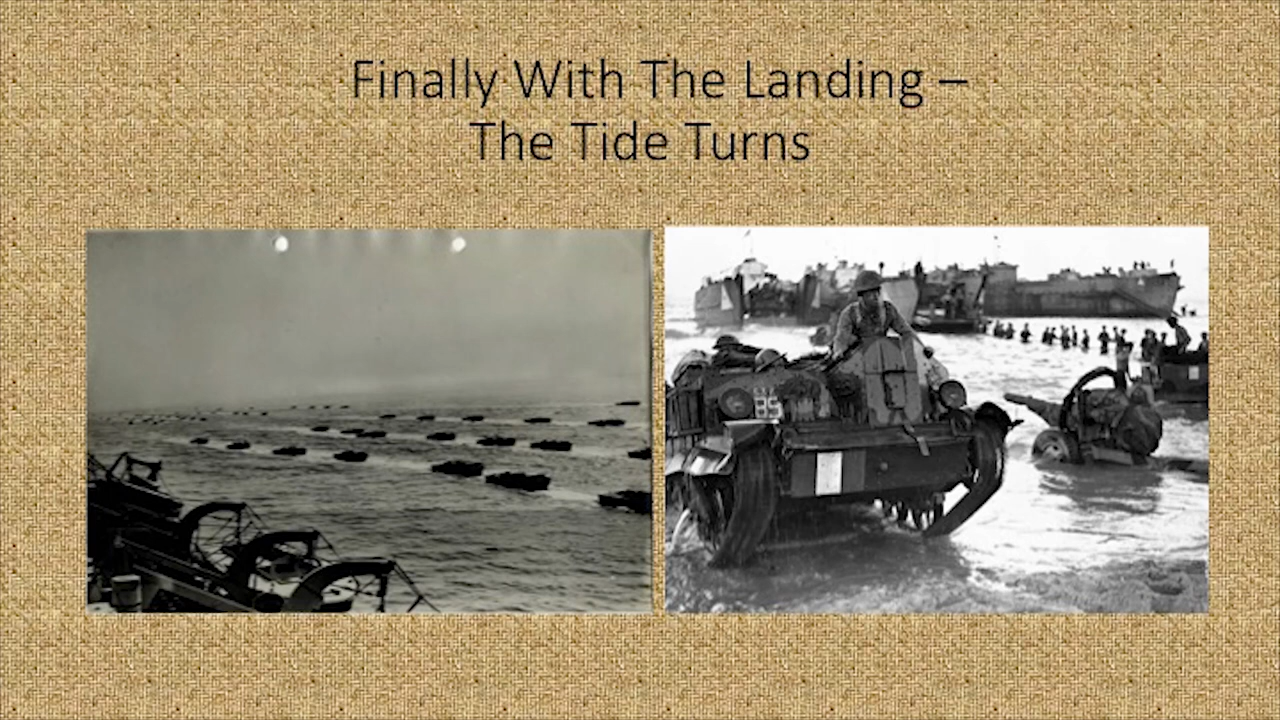 Finally With The Landing –
The Tide Turns